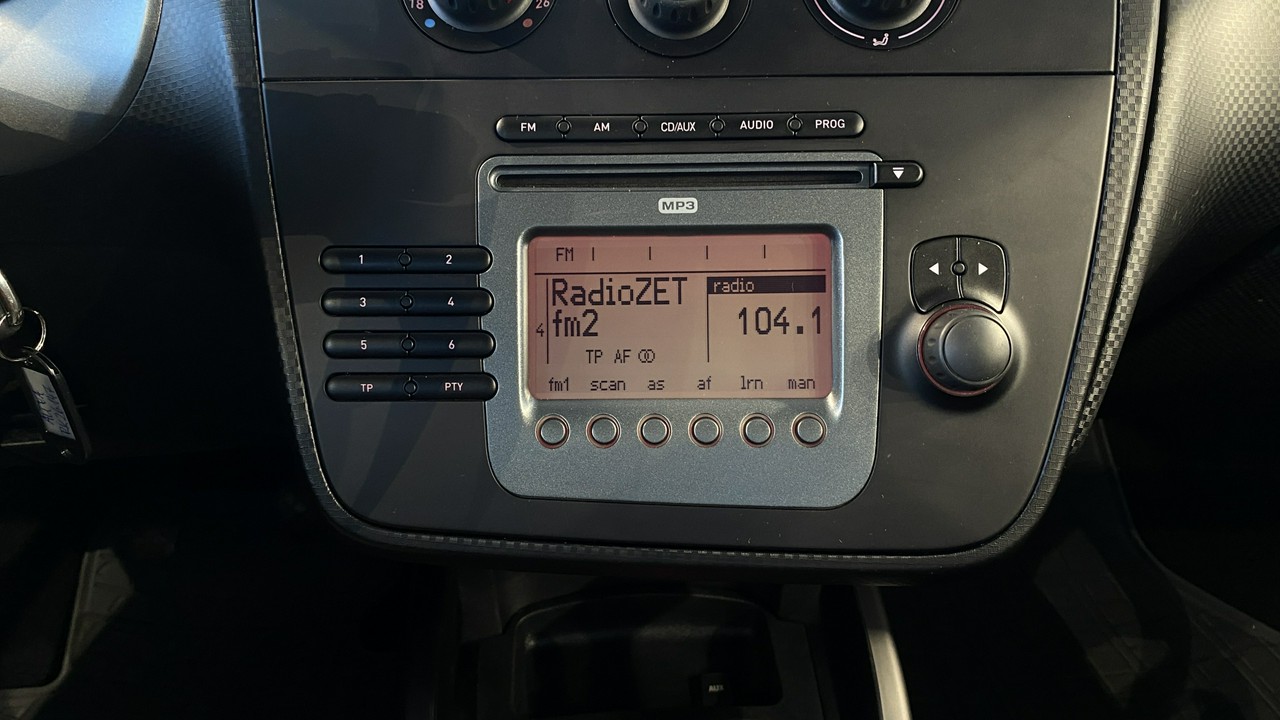 18 26
FM AM CD/AUX AUDIO PROG
MP3
1 2
3 4
5 6
TP PTY
FM
RadioZET
radio
4 fm2
104.1
TP AF
fm1 scan as af lrn man
AUX